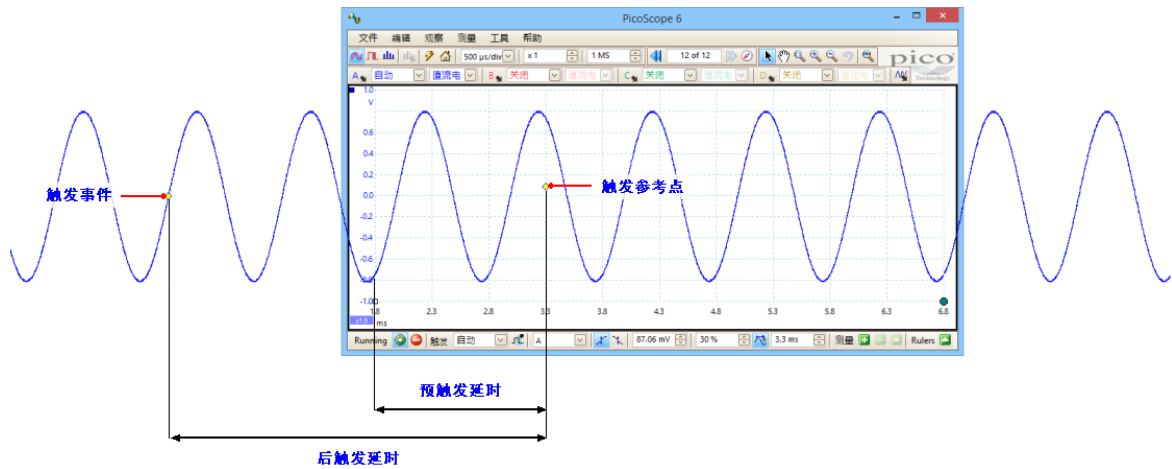 PicoScope 6
文件 编辑 观察 测量 工具 帮助
500 µs/div x 1 1 MS 12 of 12
pico
Technology
A 自动 直流电 B 关闭 直流电 C 关闭 直流电 D 关闭 直流电
1.0
V
0.6
0.4
0.2
0.0
-0.2
-0.4
-0.6
-0.8
-1.0
1.8 2.3 2.8 3.3 3.8 4.3 4.8 5.3 5.8 6.3 6.8
x1.0 ms
触发事件
触发参考点
Running 触发 自动 A 87.06 mV 30% 3.3 ms 测量 Rulers
预触发延时
后触发延时